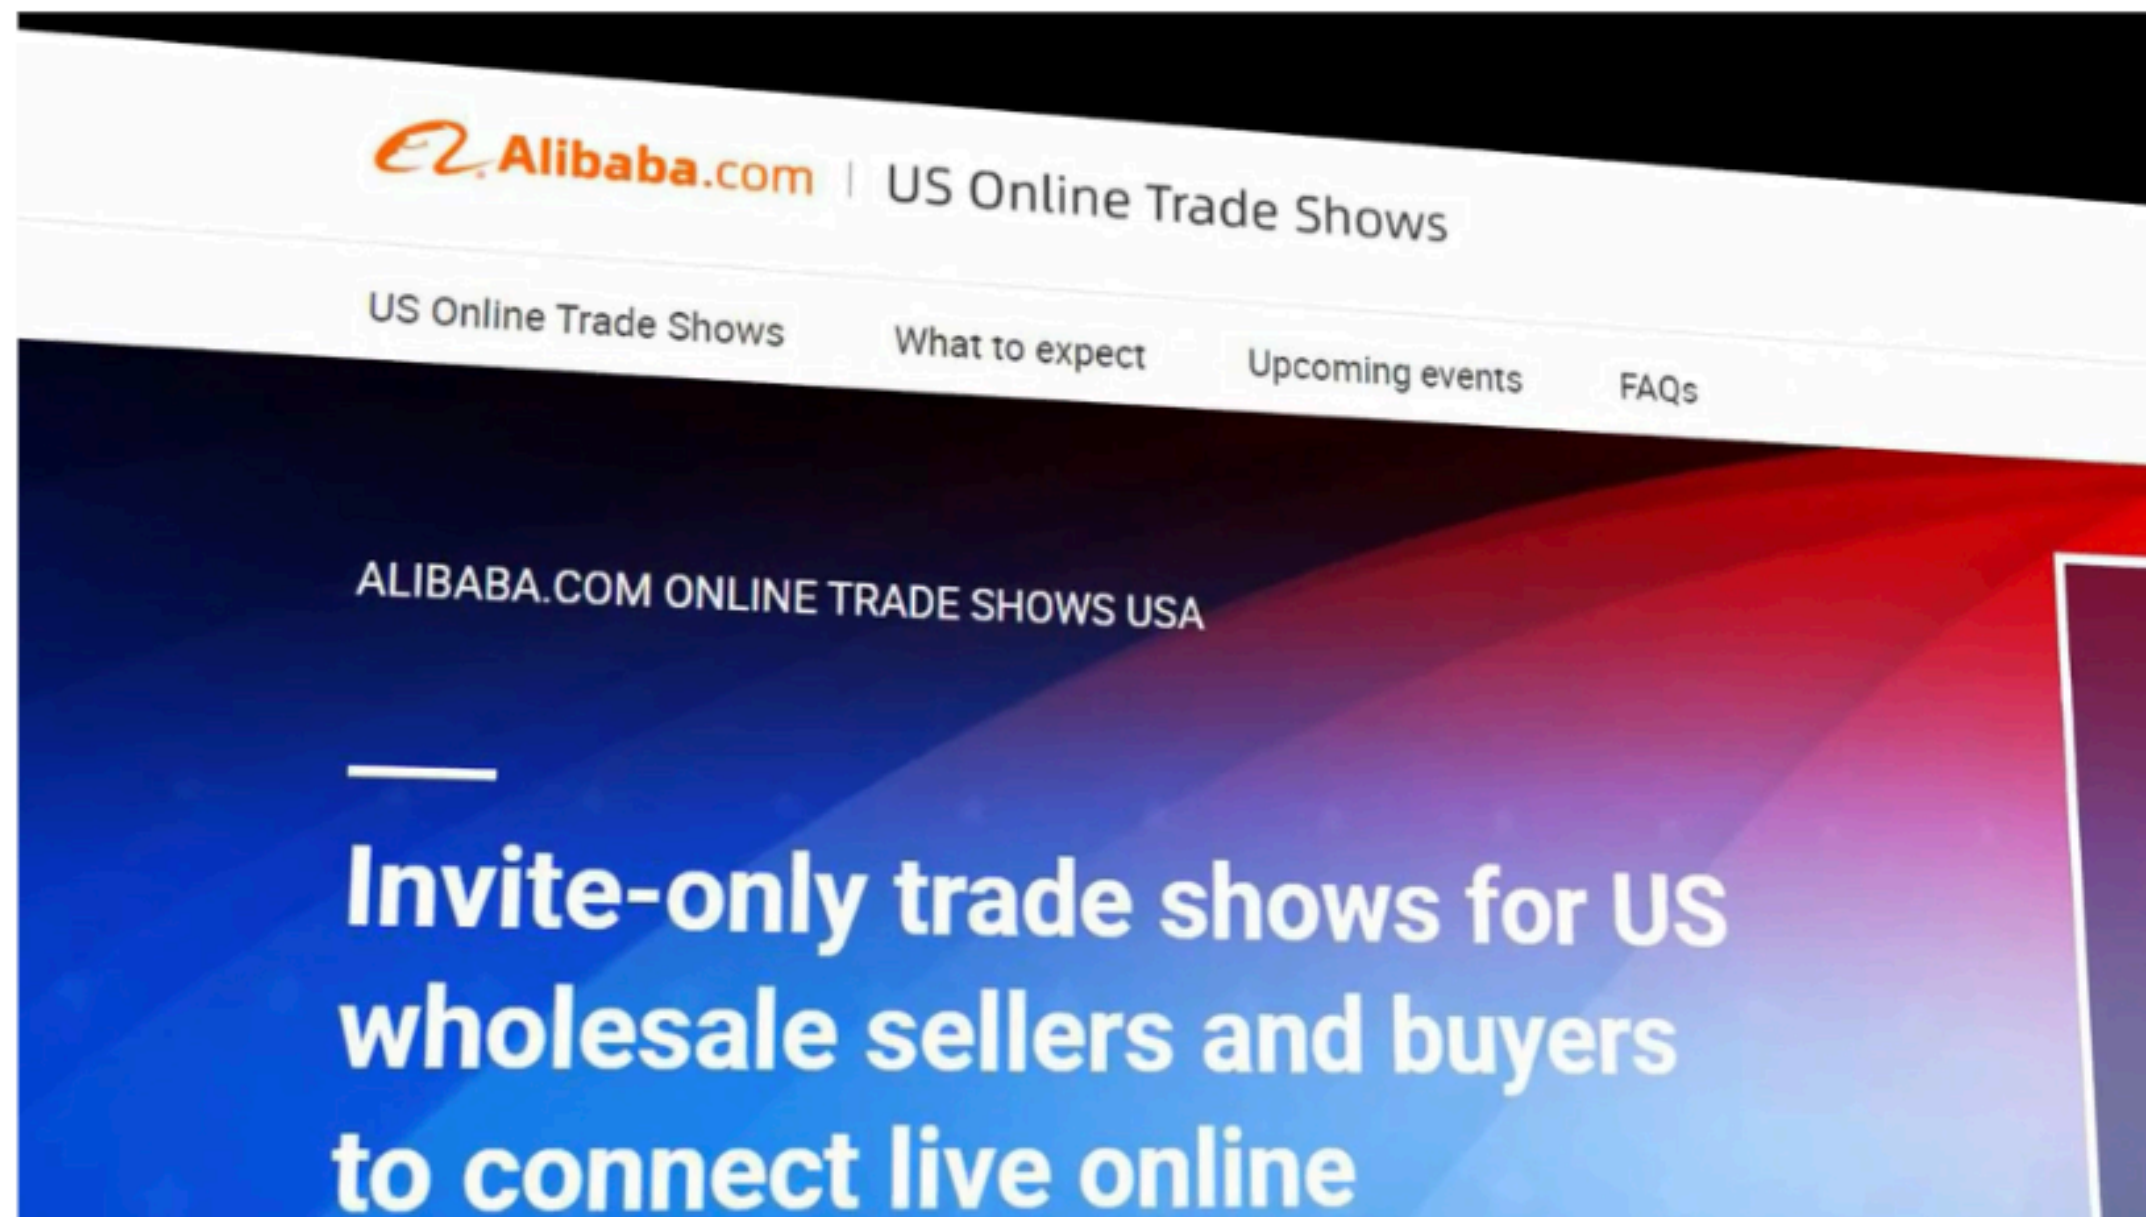 Alibaba.com | US Online Trade Shows
US Online Trade Shows What to expect Upcoming events FAQs
ALIBABA.COM ONLINE TRADE SHOWS USA
Invite-only trade shows for US
wholesale sellers and buyers
to connect live online